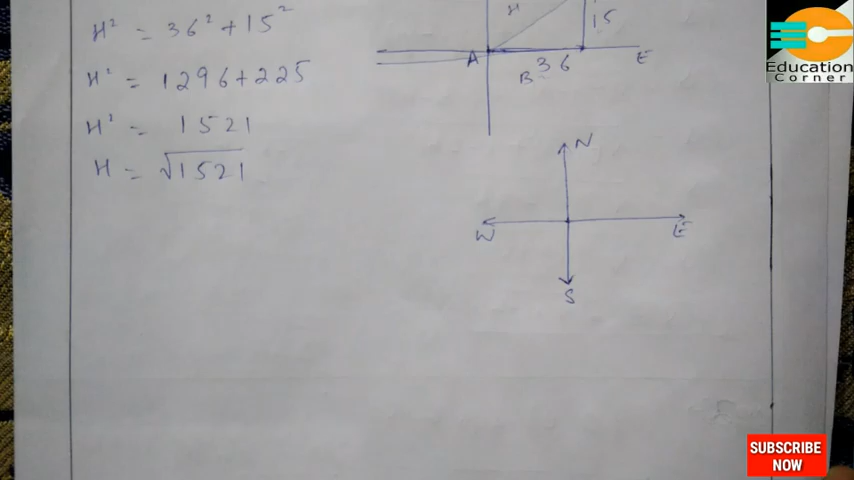 H² = 36² + 15²
H² = 1296 + 225
H² = 1521
H = √1521
H
15
A
36
B
E
N
W
E
S
Education
Corner
SUBSCRIBE
NOW